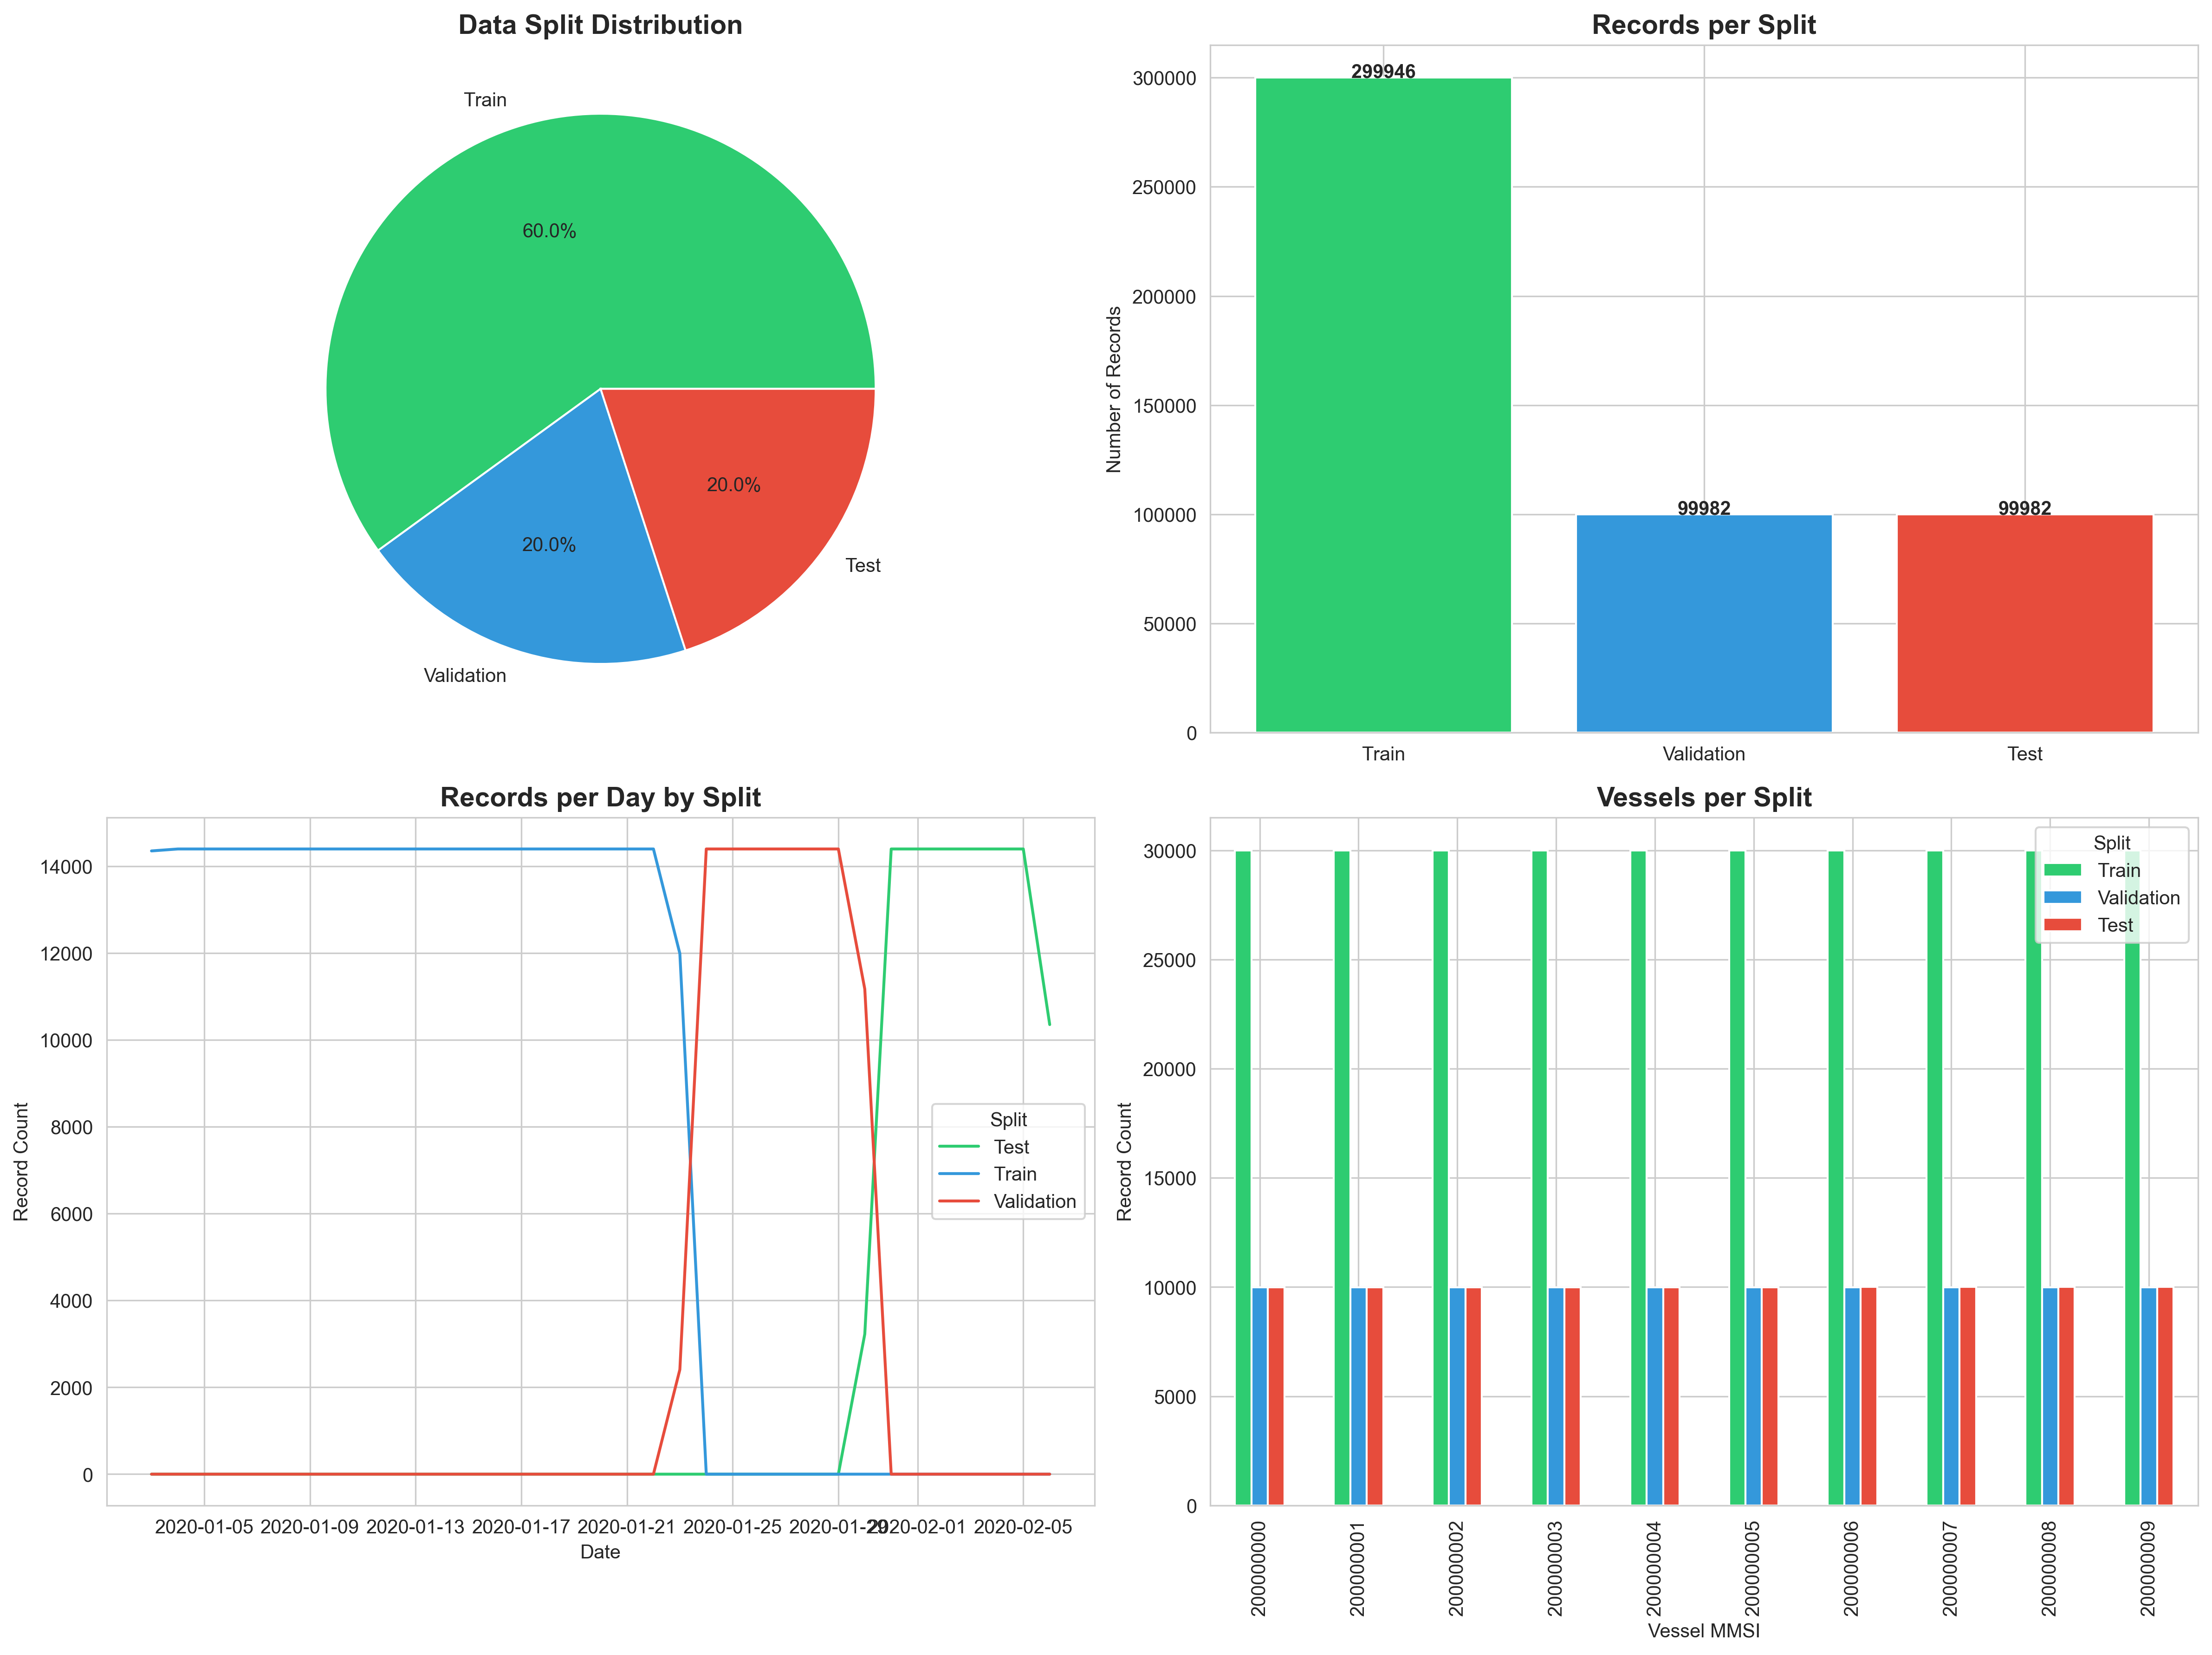 Data Split Distribution
Train
60.0%
20.0%
20.0%
Test
Validation
Records per Split
Number of Records
300000
250000
200000
150000
100000
50000
0
299946
99982
99982
Train
Validation
Test
Records per Day by Split
Record Count
14000
12000
10000
8000
6000
4000
2000
0
Split
Test
Train
Validation
2020-01-05
2020-01-09
2020-01-13
2020-01-17
2020-01-21
2020-01-25
2020-01-29
2020-02-01
2020-02-05
Date
Vessels per Split
Record Count
30000
25000
20000
15000
10000
5000
0
Split
Train
Validation
Test
200000000
200000001
200000002
200000003
200000004
200000005
200000006
200000007
200000008
200000009
Vessel MMSI